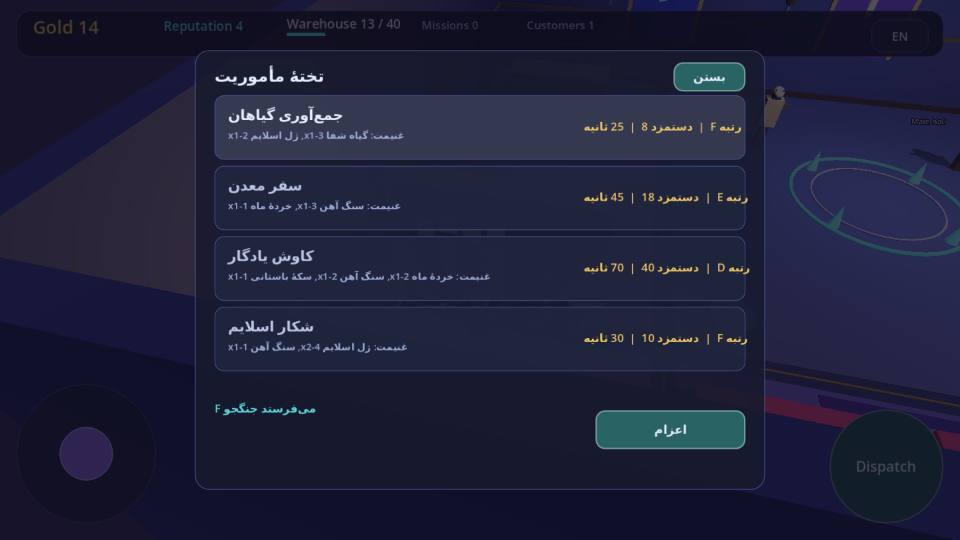 Gold 14
Reputation 4
Warehouse 13 / 40
Missions 0
Customers 1
EN
تختهٔ مأموریت
بستن
جمع‌آوری گیاهان
غنیمت: گیاه شفا x1-3, ژل اسلایم x1-2
رتبه F | دستمزد 8 | 25 ثانیه
سفر معدن
غنیمت: سنگ آهن x1-3, خردهٔ ماه x1-1
رتبه E | دستمزد 18 | 45 ثانیه
کاوش یادگار
غنیمت: خردهٔ ماه x1-2, سنگ آهن x1-2, سکهٔ باستانی x1-1
رتبه D | دستمزد 40 | 70 ثانیه
شکار اسلایم
غنیمت: ژل اسلایم x2-4, سنگ آهن x1-1
رتبه F | دستمزد 10 | 30 ثانیه
می‌فرستد جنگجو F
اعزام
Dispatch